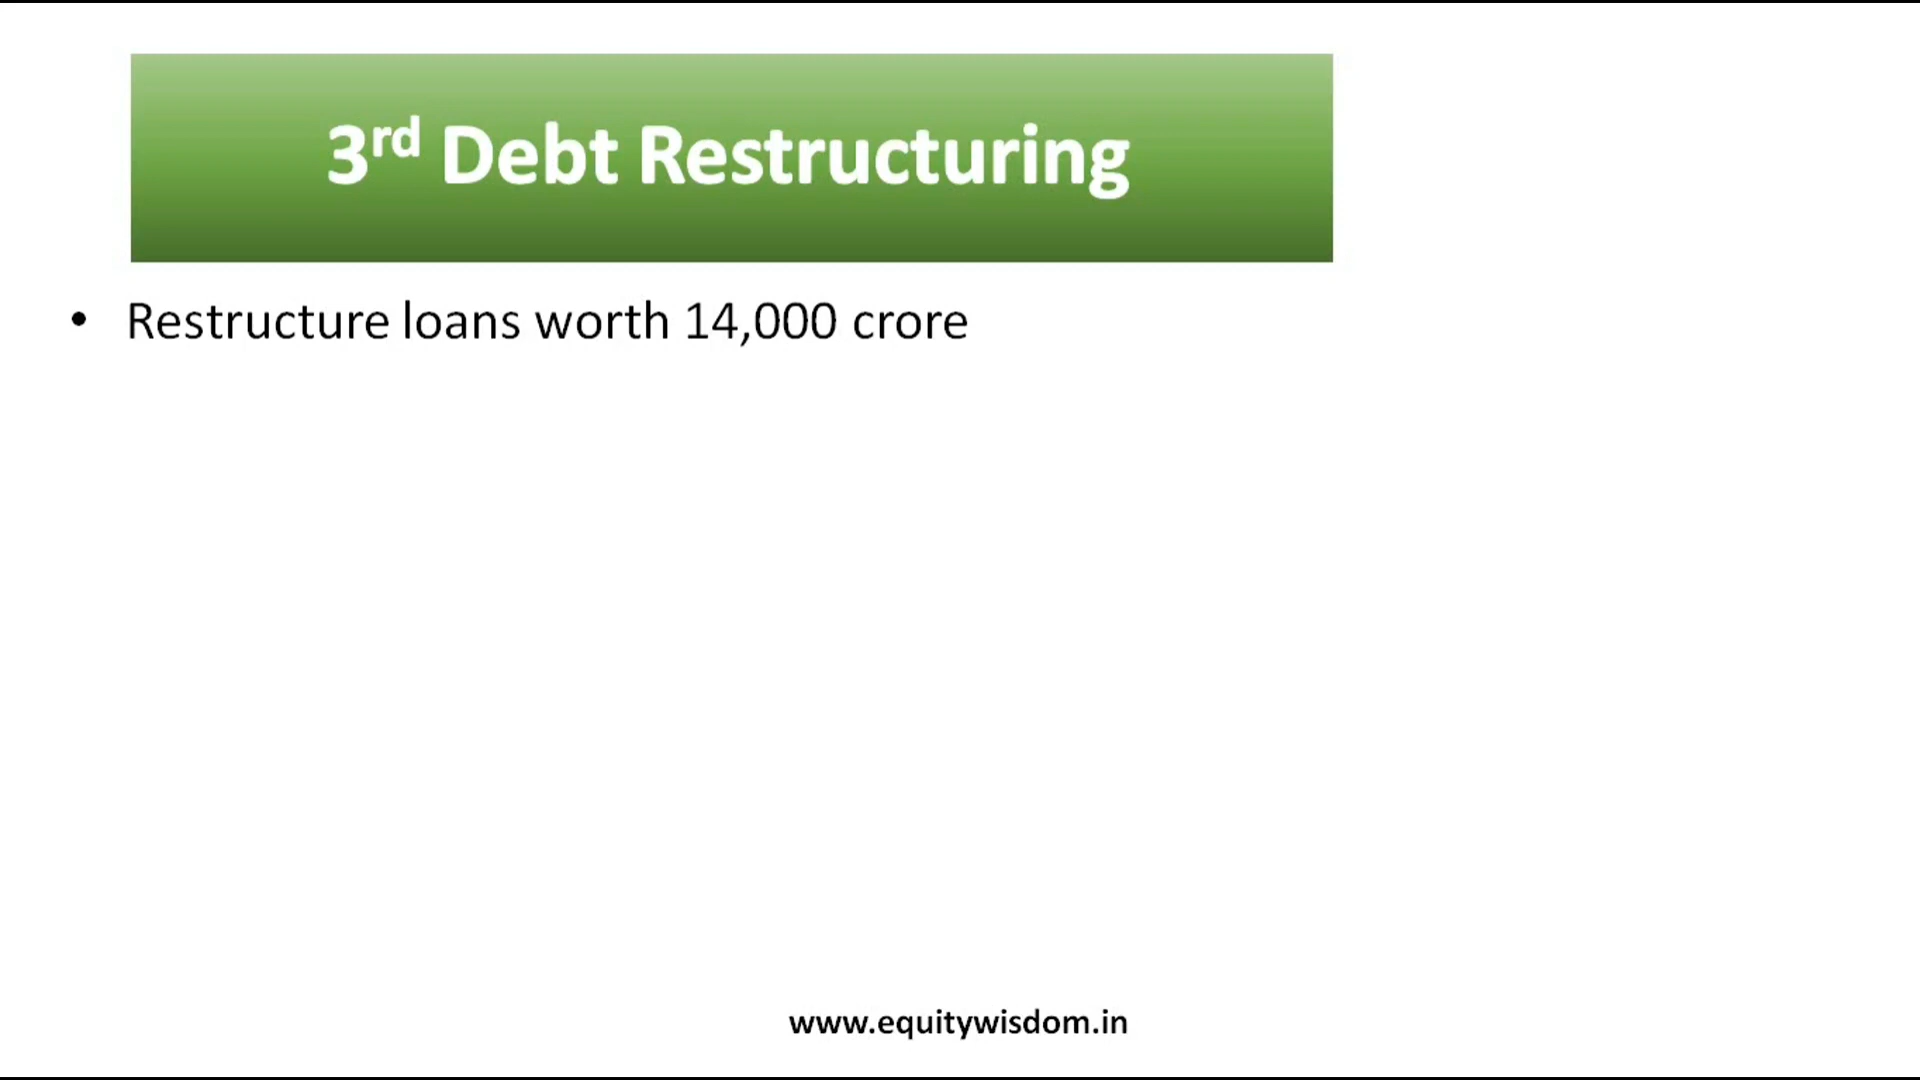 3rd Debt Restructuring
• Restructure loans worth 14,000 crore
www.equitywisdom.in